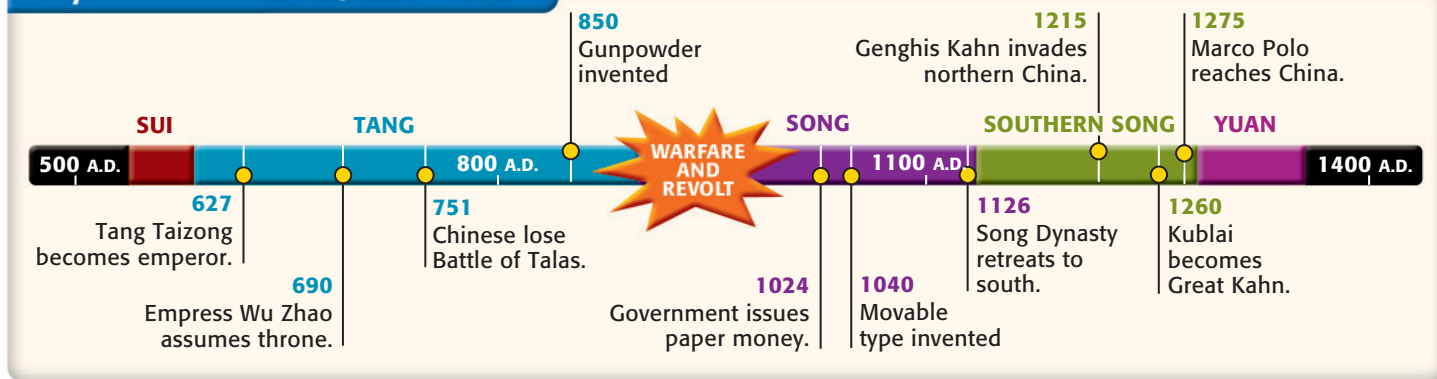 850
Gunpowder
invented
1215
Genghis Kahn invades
northern China.
1275
Marco Polo
reaches China.
SUI
TANG
SONG
SOUTHERN SONG
YUAN
500 A.D.
800 A.D.
WARFARE
AND
REVOLT
1100 A.D.
1400 A.D.
627
Tang Taizong
becomes emperor.
690
Empress Wu Zhao
assumes throne.
751
Chinese lose
Battle of Talas.
1024
Government issues
paper money.
1040
Movable
type invented
1126
Song Dynasty
retreats to
south.
1260
Kublai
becomes
Great Kahn.